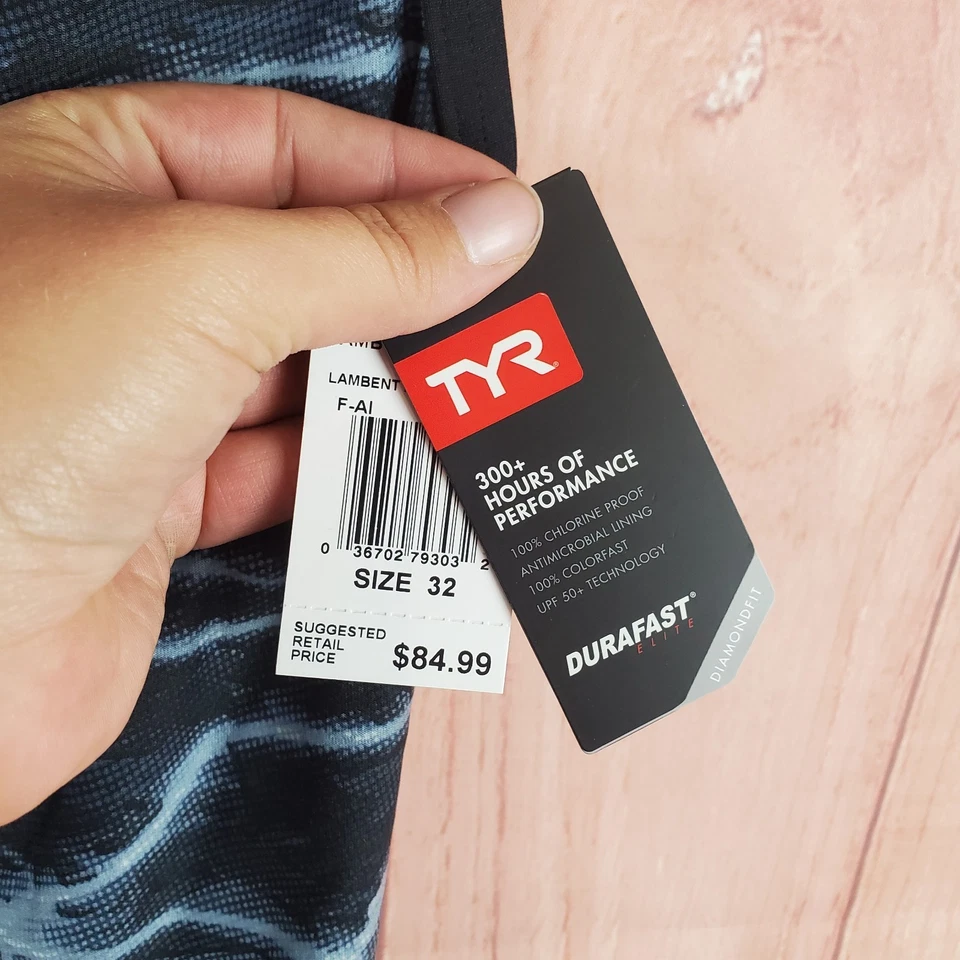 LAMBENT
F-AI
0 36702 79303 2
SIZE 32
SUGGESTED
RETAIL
PRICE
$84.99
TYR
300+
HOURS OF
PERFORMANCE
100% CHLORINE PROOF
ANTIMICROBIAL LINING
100% COLORFAST
UPF 50+ TECHNOLOGY
DURAFAST®
ELITE
DIAMONDFIT